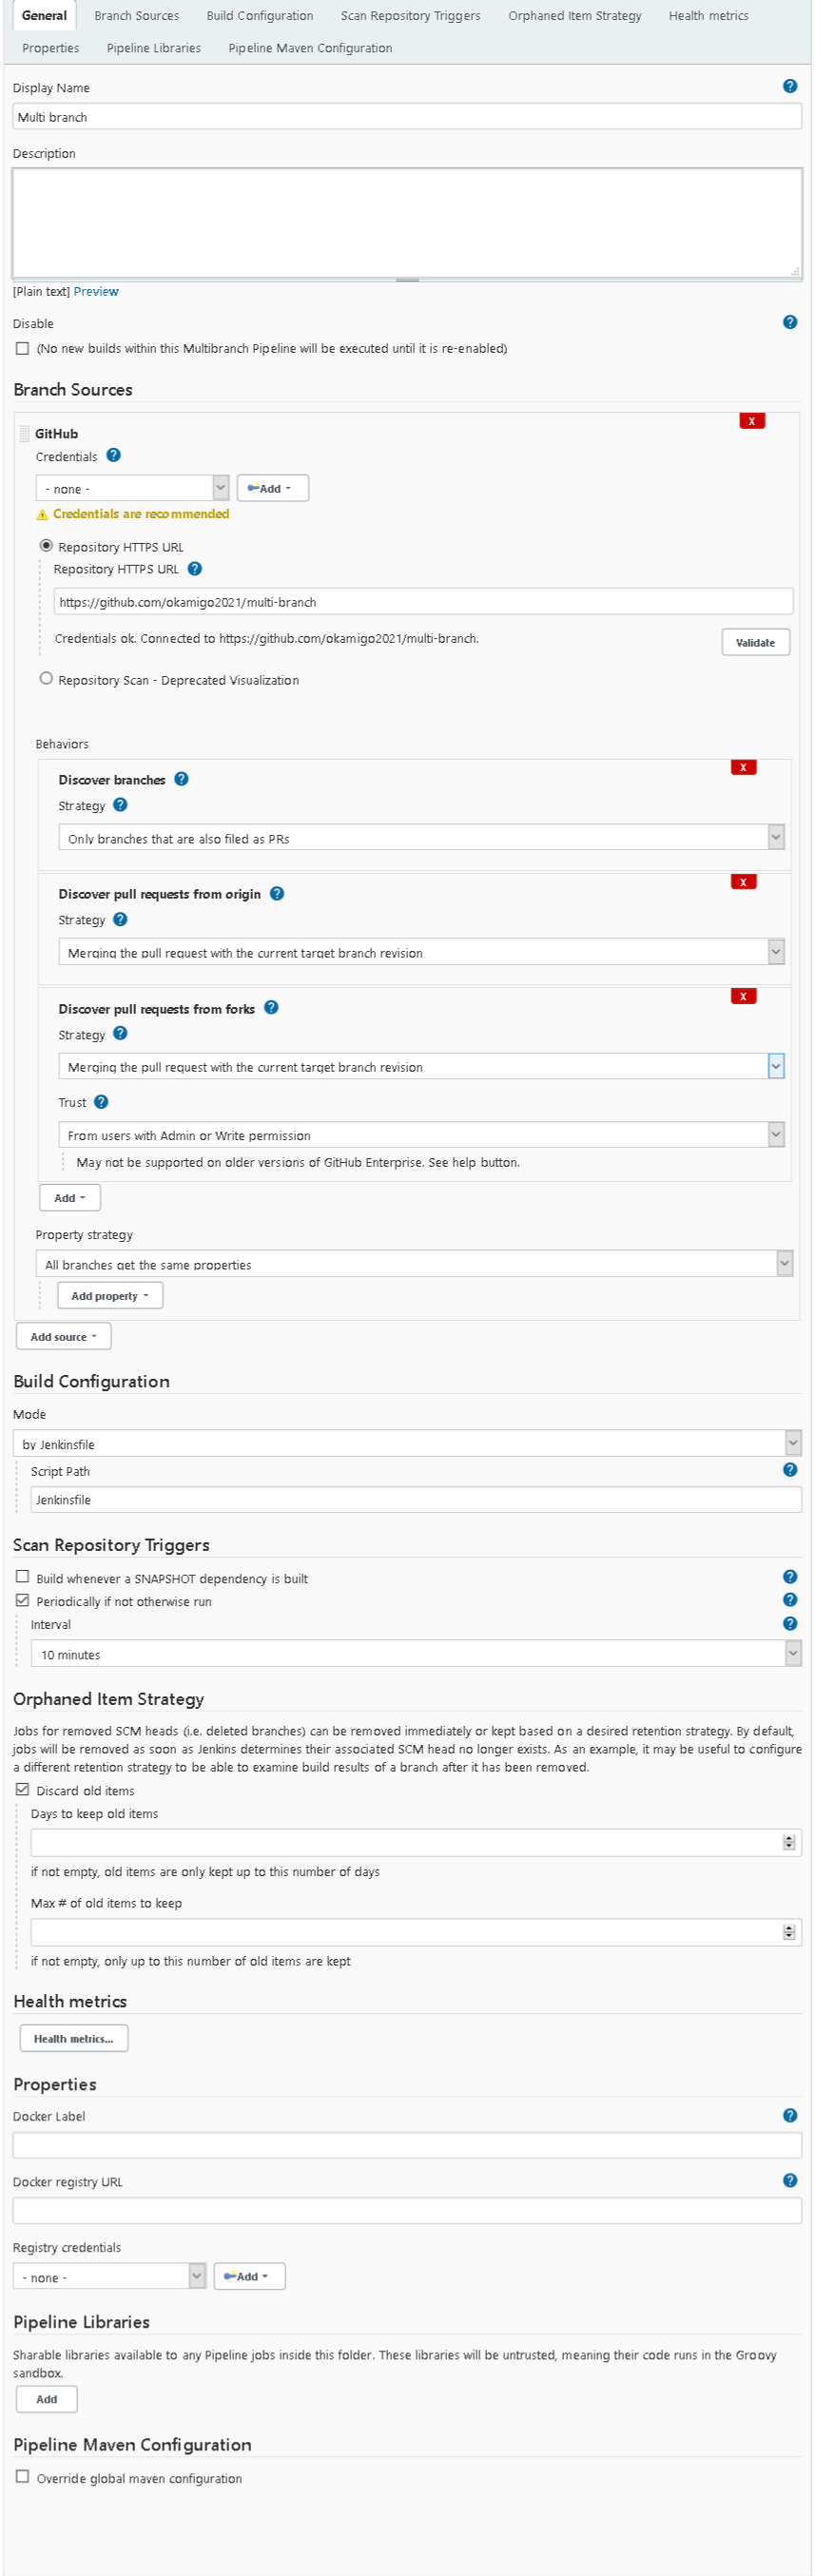 General Branch Sources Build Configuration Scan Repository Triggers Orphaned Item Strategy Health metrics
Properties Pipeline Libraries Pipeline Maven Configuration
Display Name
Multi branch
Description
[Plain text] Preview
Disable
(No new builds within this Multibranch Pipeline will be executed until it is re-enabled)
Branch Sources
X
GitHub
Credentials
- none - Add
Credentials are recommended
Repository HTTPS URL
Repository HTTPS URL
https://github.com/okamigo2021/multi-branch
Credentials ok. Connected to https://github.com/okamigo2021/multi-branch.
Validate
Repository Scan - Deprecated Visualization
Behaviors
X
Discover branches
Strategy
Only branches that are also filed as PRs
X
Discover pull requests from origin
Strategy
Merging the pull request with the current target branch revision
X
Discover pull requests from forks
Strategy
Merging the pull request with the current target branch revision
Trust
From users with Admin or Write permission
May not be supported on older versions of GitHub Enterprise. See help button.
Add
Property strategy
All branches get the same properties
Add property
Add source
Build Configuration
Mode
by Jenkinsfile
Script Path
Jenkinsfile
Scan Repository Triggers
Build whenever a SNAPSHOT dependency is built
Periodically if not otherwise run
Interval
10 minutes
Orphaned Item Strategy
Jobs for removed SCM heads (i.e. deleted branches) can be removed immediately or kept based on a desired retention strategy. By default,
jobs will be removed as soon as Jenkins determines their associated SCM head no longer exists. As an example, it may be useful to configure
a different retention strategy to be able to examine build results of a branch after it has been removed.
Discard old items
Days to keep old items
if not empty, old items are only kept up to this number of days
Max # of old items to keep
if not empty, only up to this number of old items are kept
Health metrics
Health metrics...
Properties
Docker Label
Docker registry URL
Registry credentials
- none - Add
Pipeline Libraries
Sharable libraries available to any Pipeline jobs inside this folder. These libraries will be untrusted, meaning their code runs in the Groovy
sandbox.
Add
Pipeline Maven Configuration
Override global maven configuration